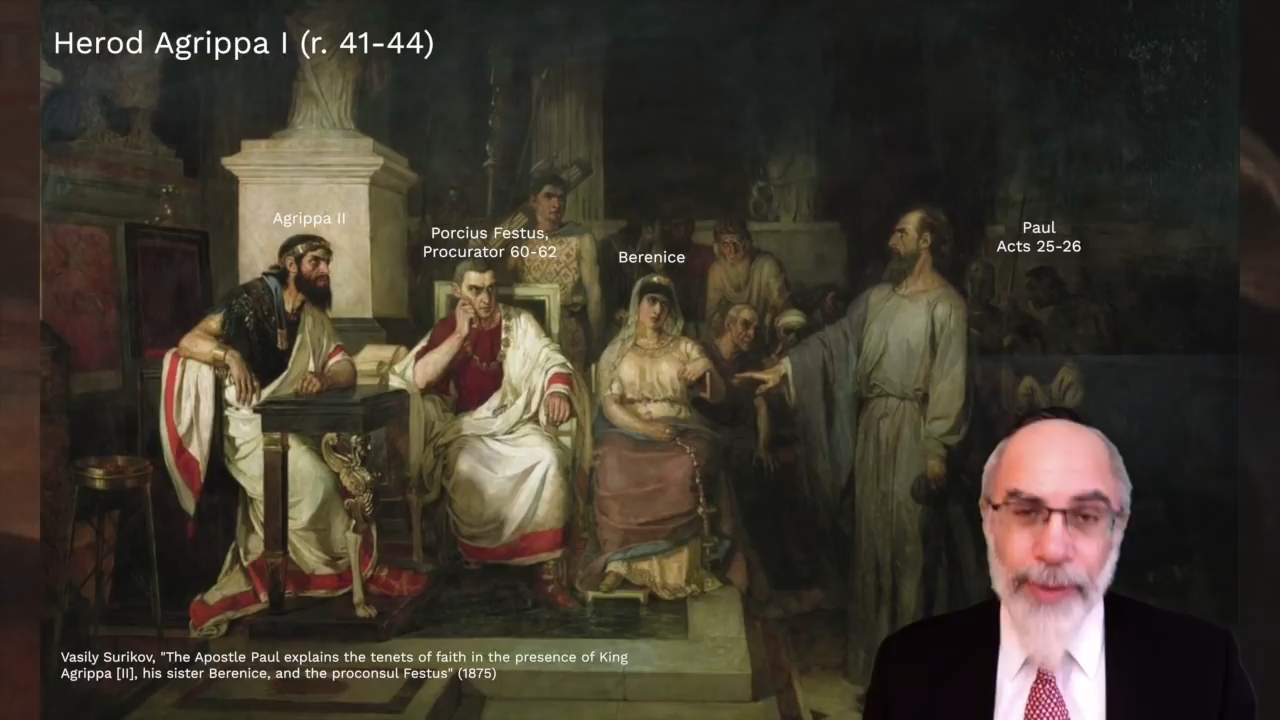 Herod Agrippa I (r. 41-44)
Agrippa II
Porcius Festus,
Procurator 60-62
Berenice
Paul
Acts 25-26
Vasily Surikov, "The Apostle Paul explains the tenets of faith in the presence of King
Agrippa [II], his sister Berenice, and the proconsul Festus" (1875)